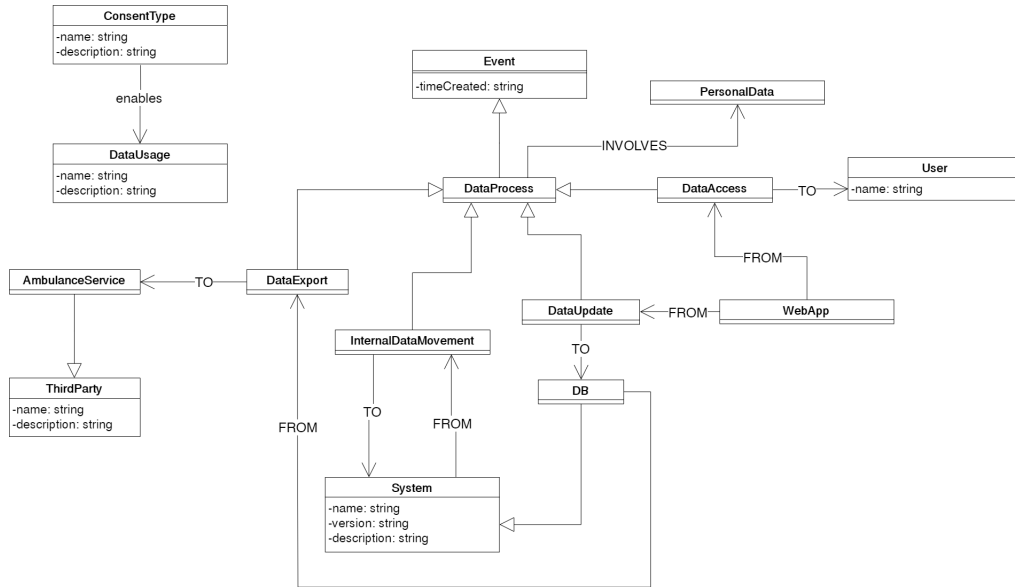 ConsentType
-name: string
-description: string
enables
DataUsage
-name: string
-description: string
Event
-timeCreated: string
PersonalData
INVOLVES
DataProcess
DataAccess
TO
User
-name: string
FROM
AmbulanceService
TO
DataExport
DataUpdate
FROM
WebApp
InternalDataMovement
TO
DB
ThirdParty
-name: string
-description: string
FROM
TO
FROM
System
-name: string
-version: string
-description: string